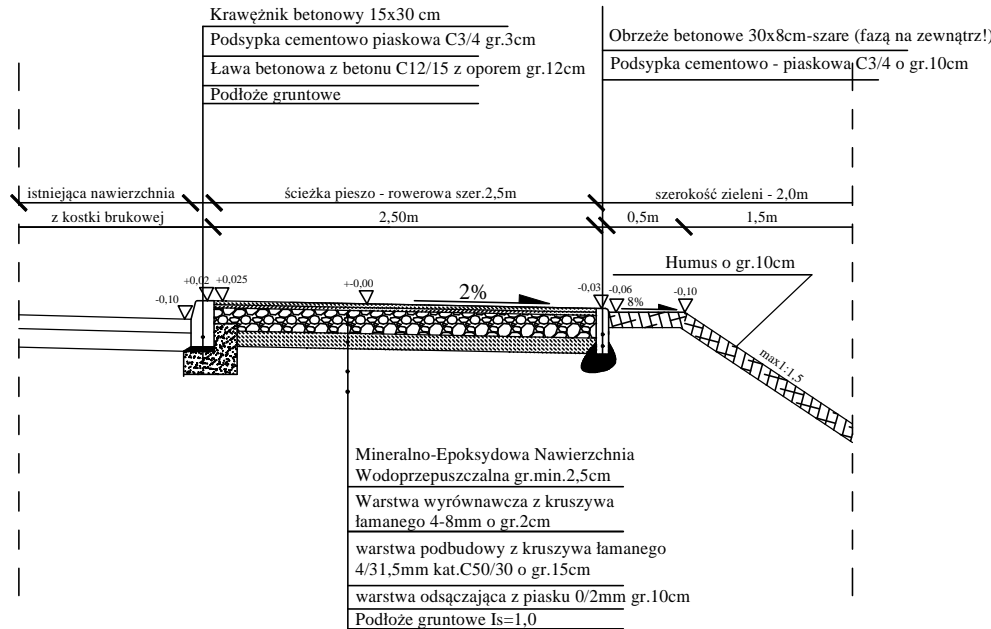 Krawężnik betonowy 15x30 cm
Podsypka cementowo piaskowa C3/4 gr.3cm
Ława betonowa z betonu C12/15 z oporem gr.12cm
Podłoże gruntowe
Obrzeże betonowe 30x8cm-szare (fazą na zewnątrz!)
Podsypka cementowo - piaskowa C3/4 o gr.10cm
istniejąca nawierzchnia
z kostki brukowej
ścieżka pieszo - rowerowa szer.2,5m
2,50m
szerokość zieleni - 2,0m
0,5m
1,5m
Humus o gr.10cm
-0,10
+0,02
+0,025
+-0,00
2%
-0,03
-0,06
-0,10
8%
max1:1,5
Mineralno-Epoksydowa Nawierzchnia
Wodoprzepuszczalna gr.min.2,5cm
Warstwa wyrównawcza z kruszywa
łamanego 4-8mm o gr.2cm
warstwa podbudowy z kruszywa łamanego
4/31,5mm kat.C50/30 o gr.15cm
warstwa odsączająca z piasku 0/2mm gr.10cm
Podłoże gruntowe Is=1,0